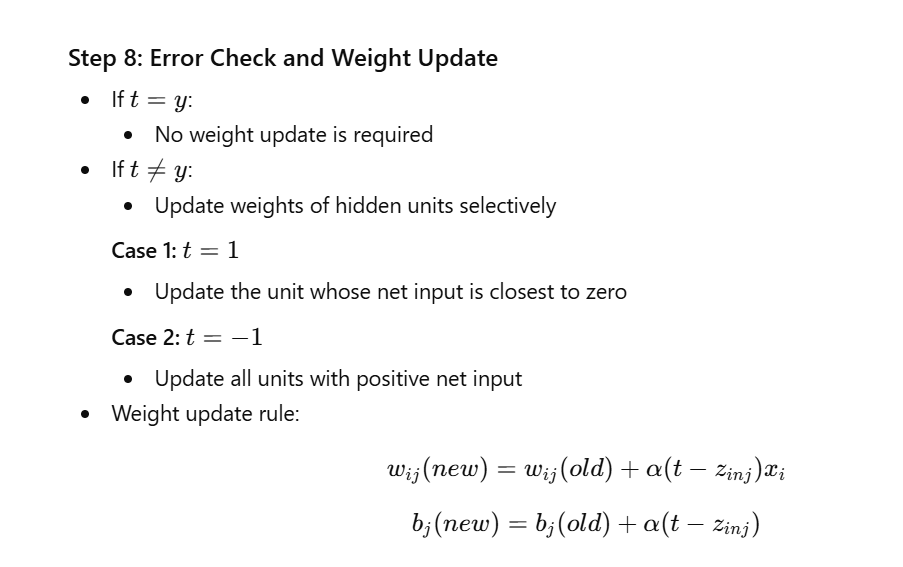 Step 8: Error Check and Weight Update
• If t = y:
• No weight update is required
• If t ≠ y:
• Update weights of hidden units selectively
Case 1: t = 1
• Update the unit whose net input is closest to zero
Case 2: t = −1
• Update all units with positive net input
• Weight update rule:
w_{ij}(new) = w_{ij}(old) + α(t − z_{inj})x_i
b_j(new) = b_j(old) + α(t − z_{inj})